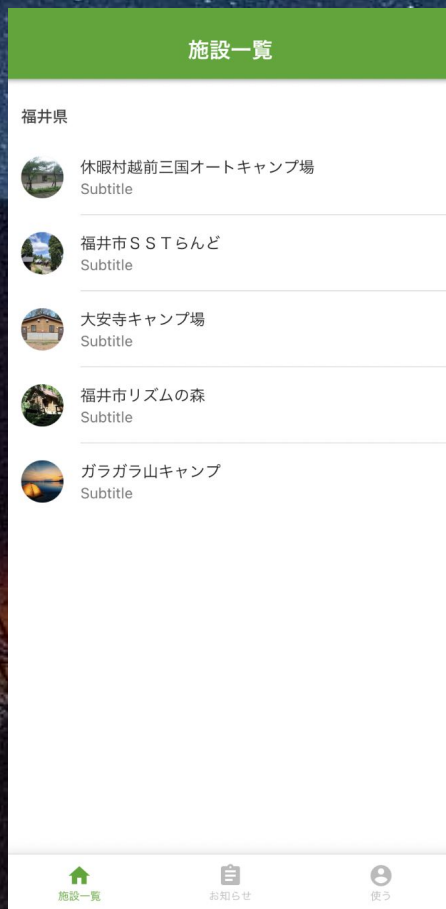 施設一覧
福井県
休暇村越前三国オートキャンプ場
Subtitle
福井市ＳＳＴらんど
Subtitle
大安寺キャンプ場
Subtitle
福井市リズムの森
Subtitle
ガラガラ山キャンプ
Subtitle
施設一覧
お知らせ
使う